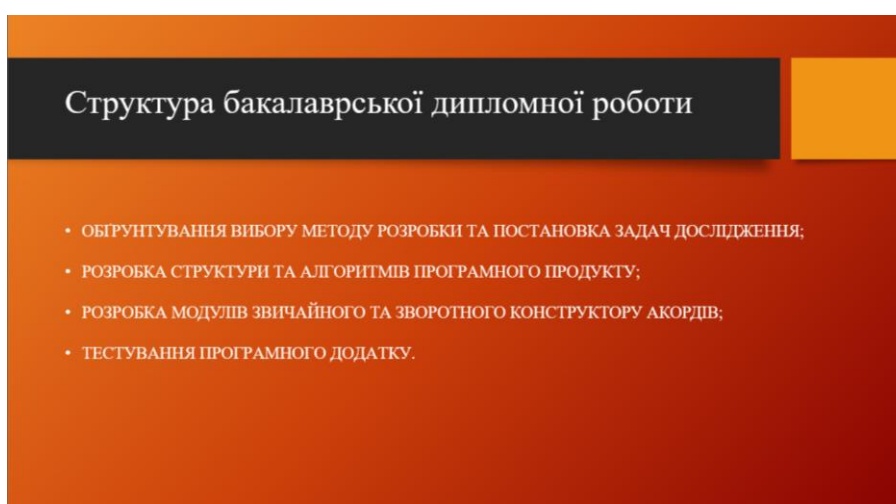 Структура бакалаврської дипломної роботи
• ОБҐРУНТУВАННЯ ВИБОРУ МЕТОДУ РОЗРОБКИ ТА ПОСТАНОВКА ЗАДАЧ ДОСЛІДЖЕННЯ;
• РОЗРОБКА СТРУКТУРИ ТА АЛГОРИТМІВ ПРОГРАМНОГО ПРОДУКТУ;
• РОЗРОБКА МОДУЛІВ ЗВИЧАЙНОГО ТА ЗВОРОТНОГО КОНСТРУКТОРУ АКОРДІВ;
• ТЕСТУВАННЯ ПРОГРАМНОГО ДОДАТКУ.